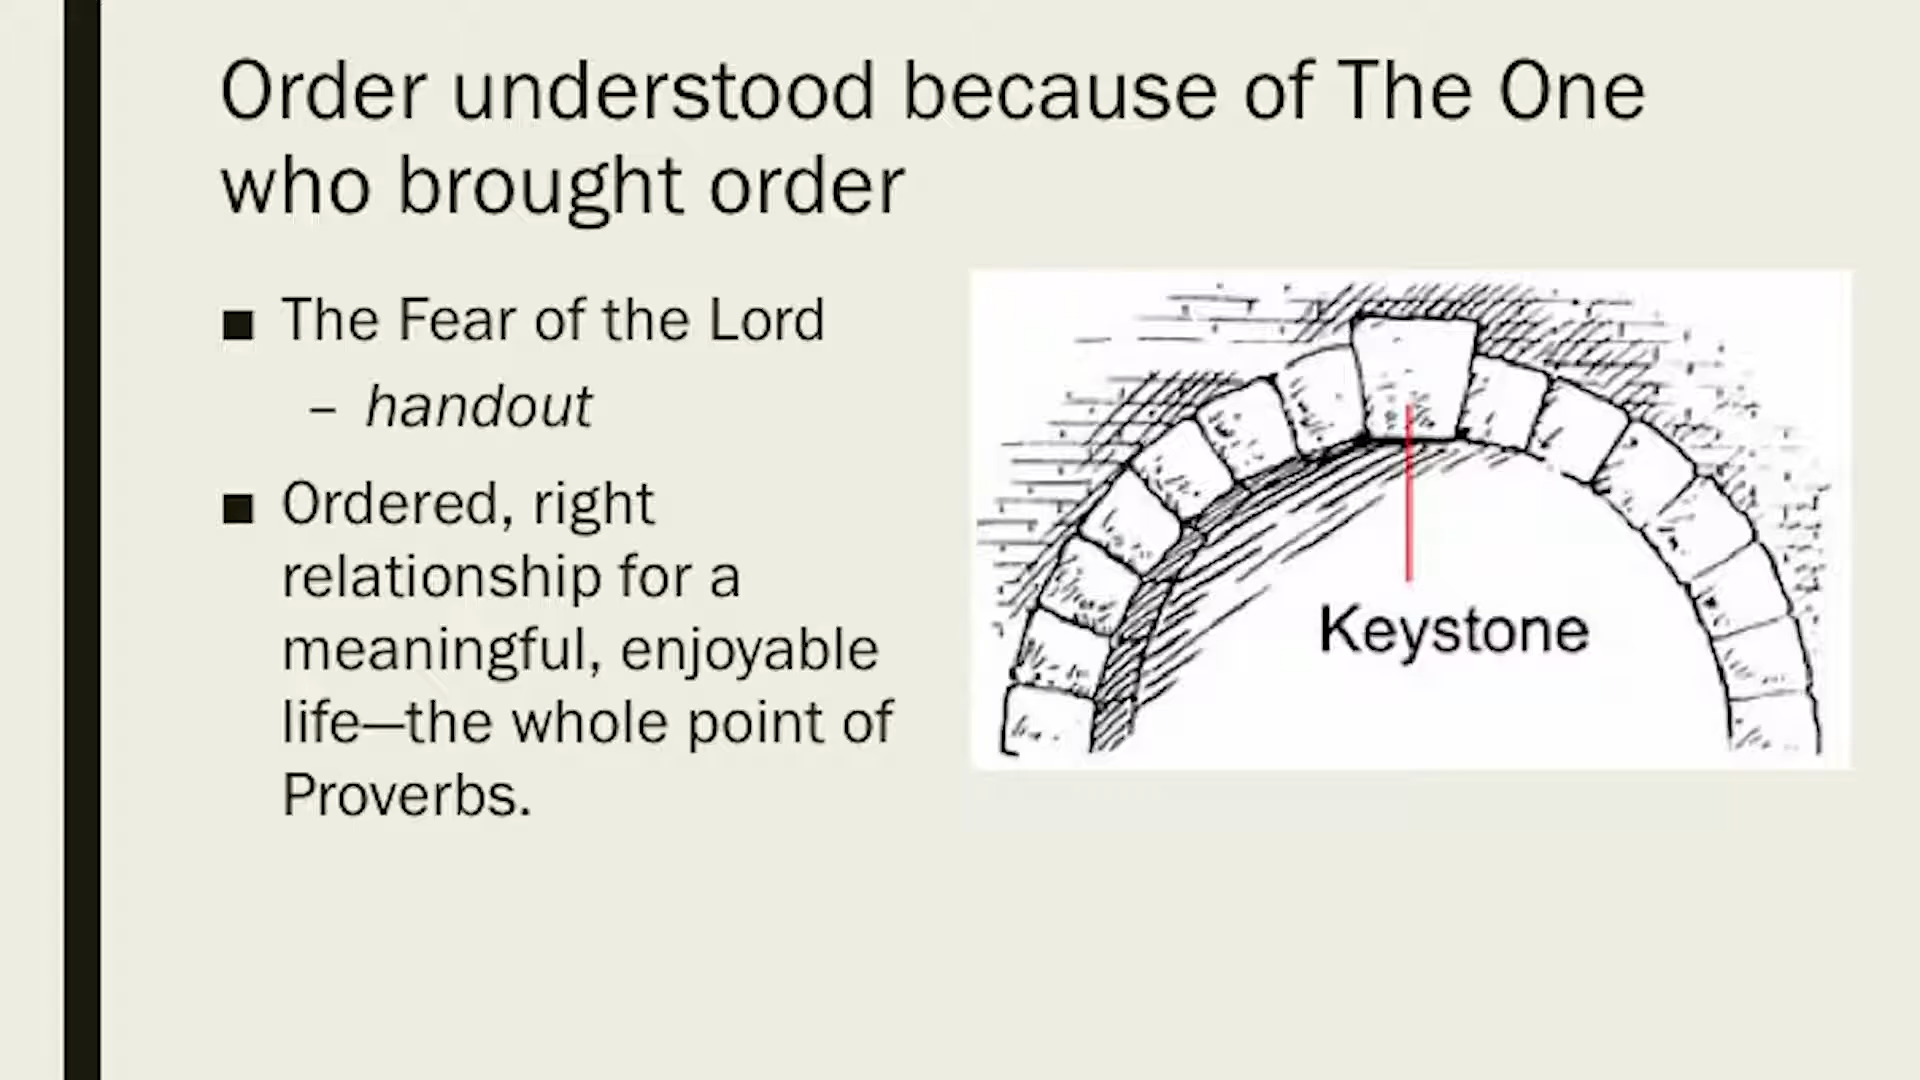 Order understood because of The One
who brought order
■ The Fear of the Lord
– handout
■ Ordered, right
relationship for a
meaningful, enjoyable
life—the whole point of
Proverbs.
Keystone